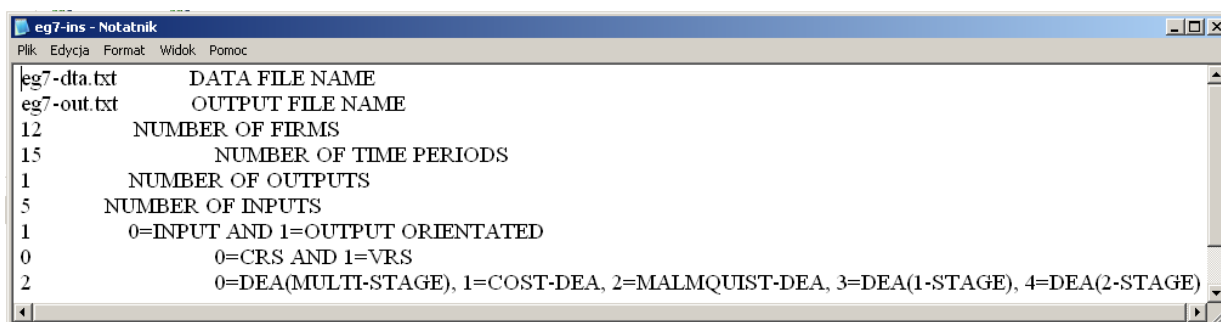 eg7-ins - Notatnik
Plik Edycja Format Widok Pomoc
eg7-dta.txt DATA FILE NAME
eg7-out.txt OUTPUT FILE NAME
12 NUMBER OF FIRMS
15 NUMBER OF TIME PERIODS
1 NUMBER OF OUTPUTS
5 NUMBER OF INPUTS
1 0=INPUT AND 1=OUTPUT ORIENTATED
0 0=CRS AND 1=VRS
2 0=DEA(MULTI-STAGE), 1=COST-DEA, 2=MALMQUIST-DEA, 3=DEA(1-STAGE), 4=DEA(2-STAGE)